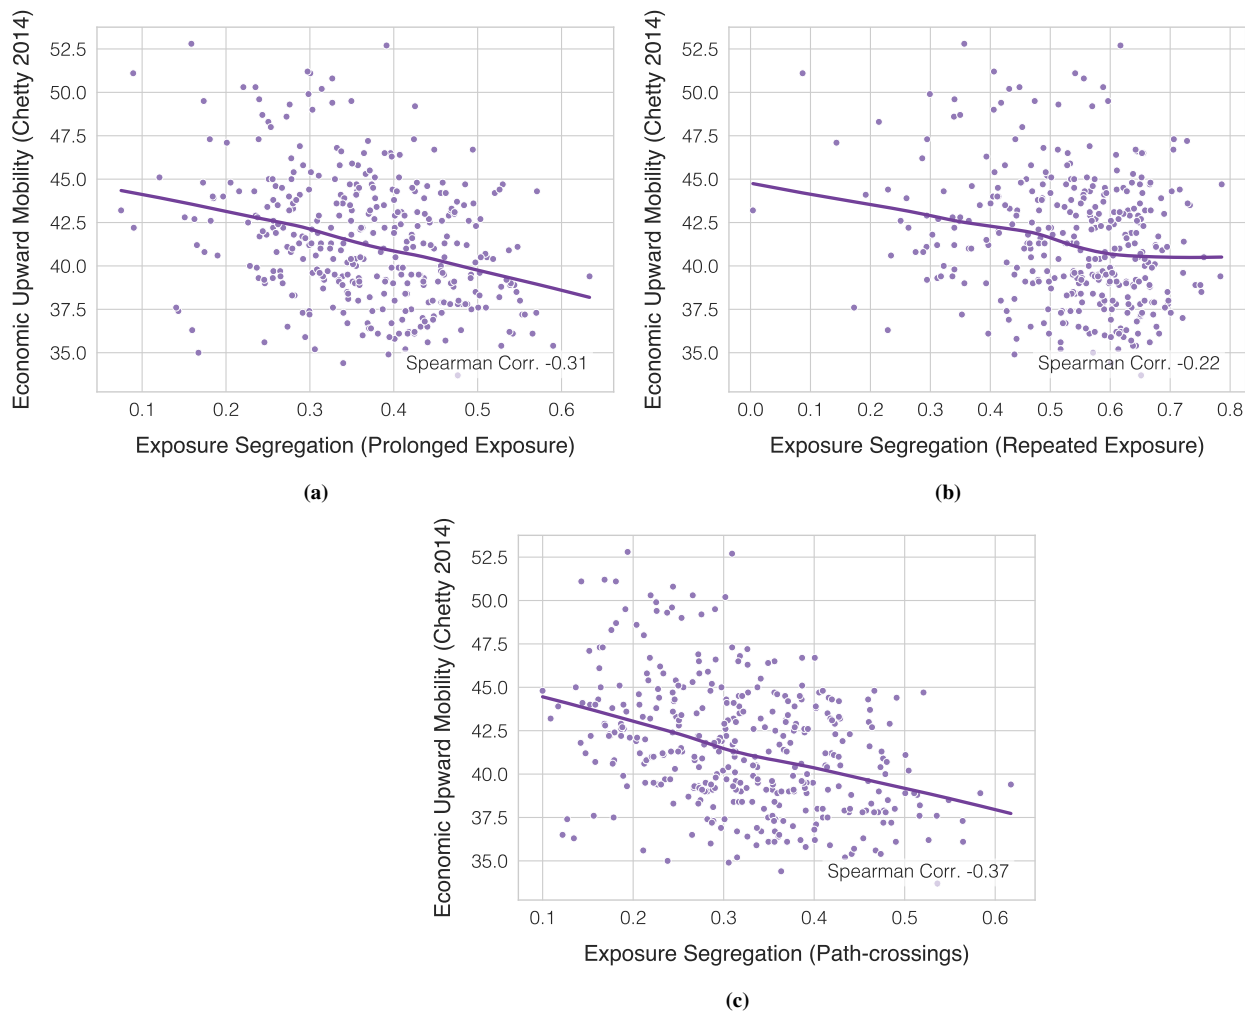 Economic Upward Mobility (Chetty 2014)
52.5
50.0
47.5
45.0
42.5
40.0
37.5
35.0
Spearman Corr. -0.31
0.1 0.2 0.3 0.4 0.5 0.6
Exposure Segregation (Prolonged Exposure)
(a)
Economic Upward Mobility (Chetty 2014)
52.5
50.0
47.5
45.0
42.5
40.0
37.5
35.0
Spearman Corr. -0.22
0.0 0.1 0.2 0.3 0.4 0.5 0.6 0.7 0.8
Exposure Segregation (Repeated Exposure)
(b)
Economic Upward Mobility (Chetty 2014)
52.5
50.0
47.5
45.0
42.5
40.0
37.5
35.0
Spearman Corr. -0.37
0.1 0.2 0.3 0.4 0.5 0.6
Exposure Segregation (Path-crossings)
(c)